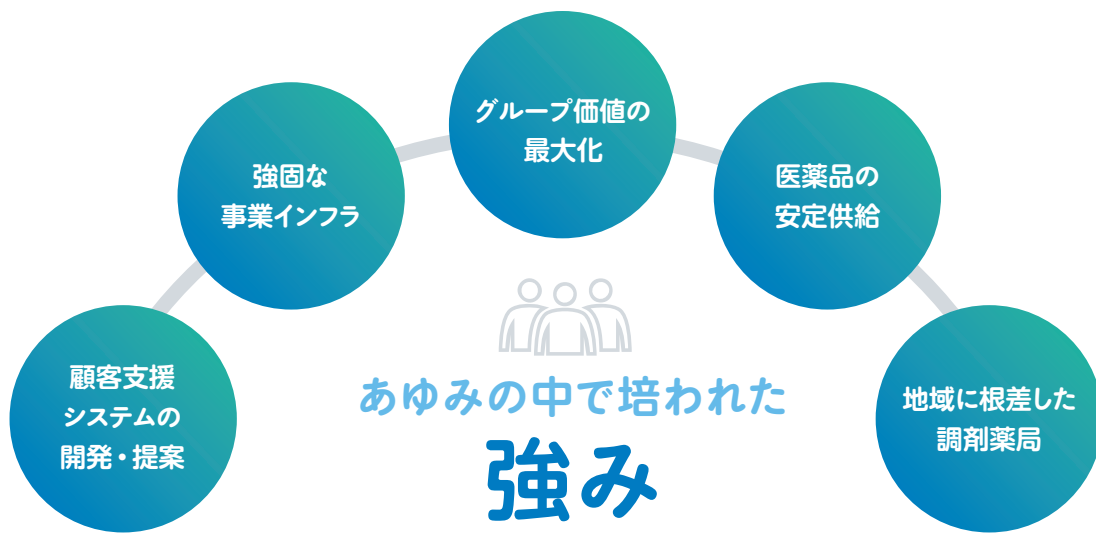 グループ価値の
最大化
強固な
事業インフラ
医薬品の
安定供給
顧客支援
システムの
開発・提案
地域に根差した
調剤薬局
あゆみの中で培われた
強み